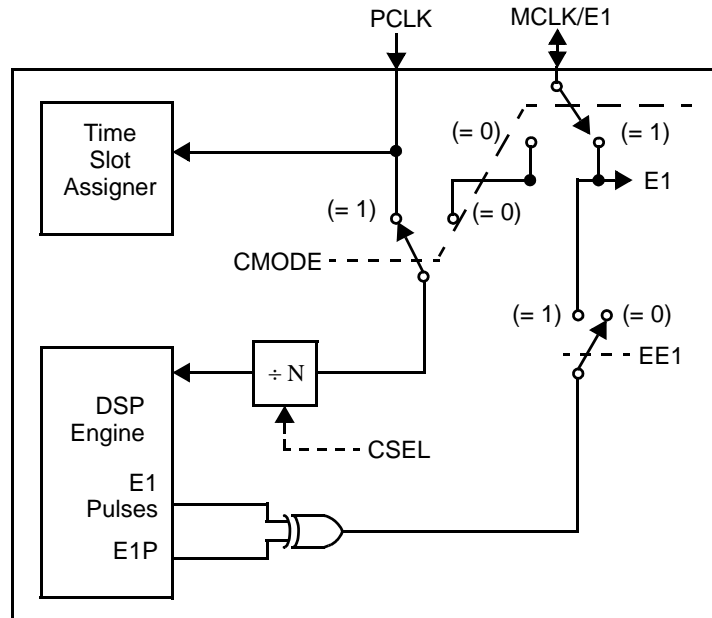 PCLK
MCLK/E1
Time
Slot
Assigner
(= 0)
(= 1)
E1
(= 1)
(= 0)
CMODE
(= 1)
(= 0)
EE1
÷ N
DSP
Engine
CSEL
E1
Pulses
E1P